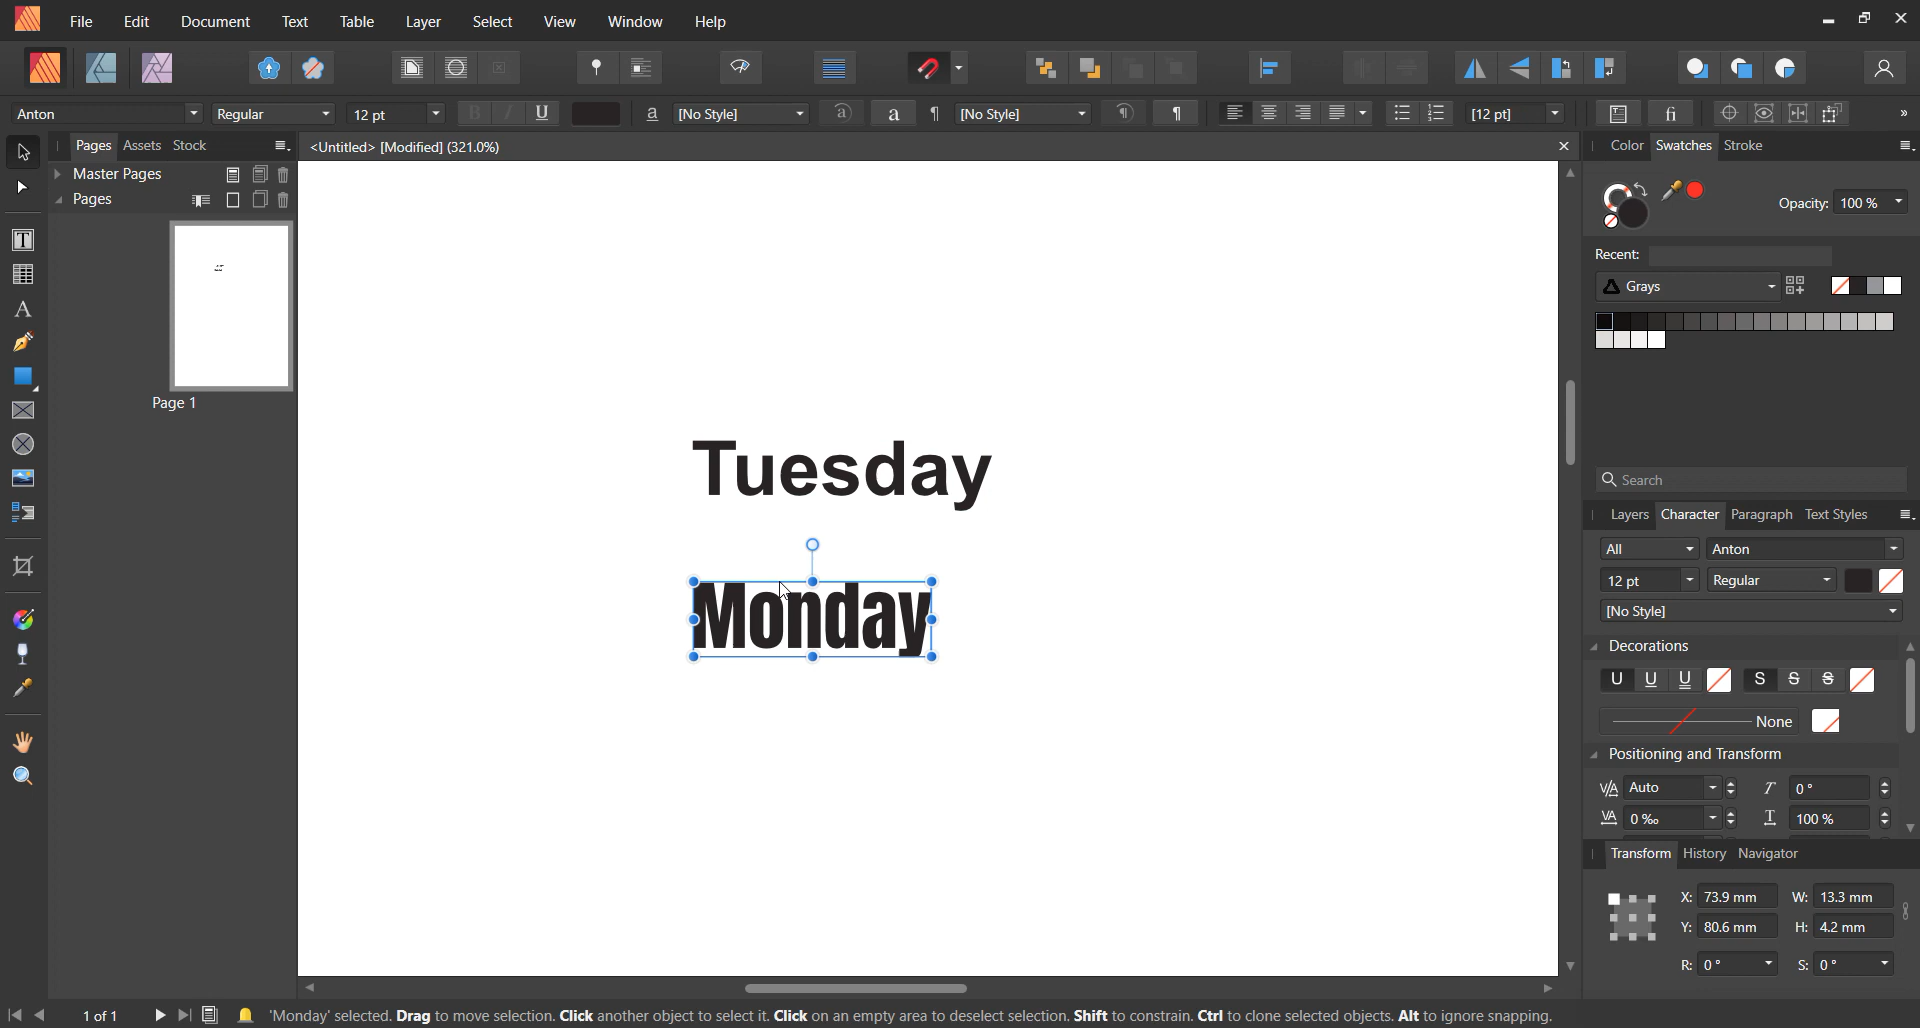 File Edit Document Text Table Layer Select View Window Help
Anton Regular 12 pt B I U a [No Style] a a ¶ [No Style] ¶ ¶ [12 pt] fi »
Pages Assets Stock
<Untitled> [Modified] (321.0%)
Color Swatches Stroke
Master Pages
Pages
Page 1
Opacity: 100 %
Recent:
Grays
Search
Tuesday
Monday
Layers Character Paragraph Text Styles
All Anton
12 pt Regular
[No Style]
Decorations
U U U S S S
None
Positioning and Transform
V/A Auto T 0 °
VA 0 ‰ T 100 %
Transform History Navigator
X: 73.9 mm W: 13.3 mm
Y: 80.6 mm H: 4.2 mm
R: 0 ° S: 0 °
1 of 1 'Monday' selected. Drag to move selection. Click another object to select it. Click on an empty area to deselect selection. Shift to constrain. Ctrl to clone selected objects. Alt to ignore snapping.